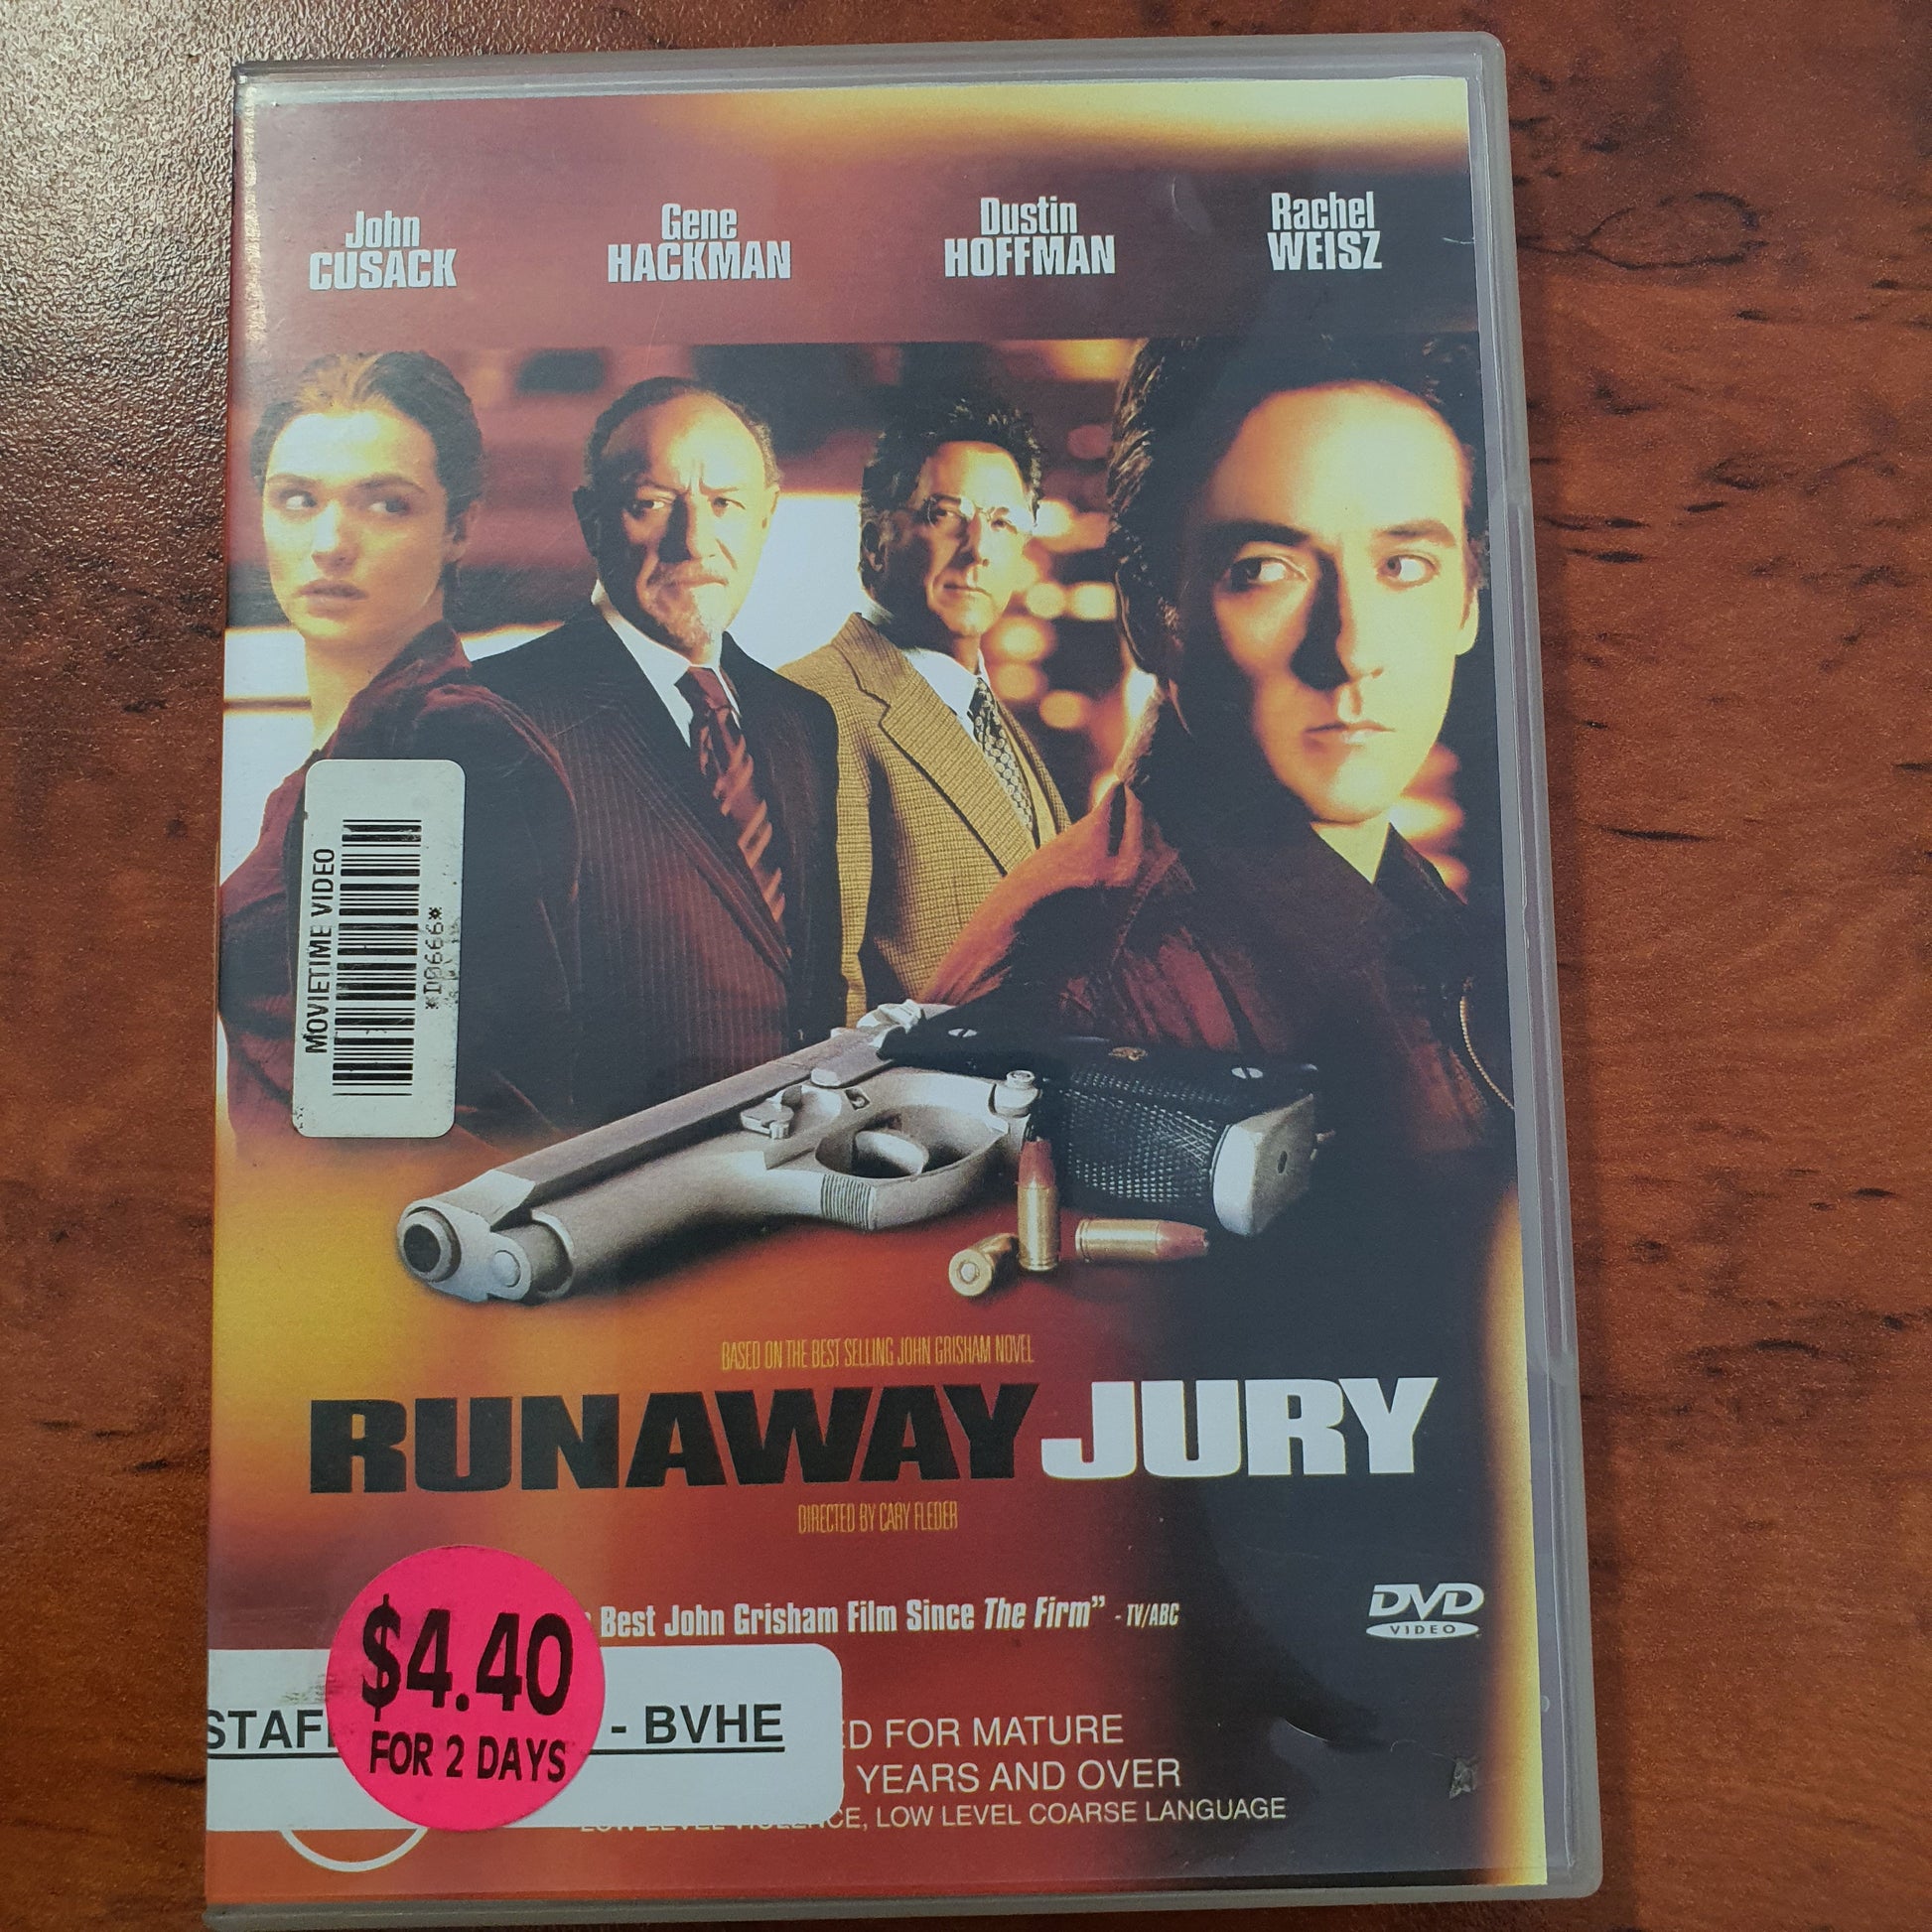 John
CUSACK
Gene
HACKMAN
Dustin
HOFFMAN
Rachel
WEISZ
MOVIETIME VIDEO
*D0666*
BASED ON THE BEST SELLING JOHN GRISHAM NOVEL
RUNAWAY JURY
DIRECTED BY GARY FLEDER
Best John Grisham Film Since The Firm" - TV/ABC
DVD
VIDEO
$4.40
FOR 2 DAYS
- BVHE
FOR MATURE
YEARS AND OVER
LOW LEVEL COARSE LANGUAGE